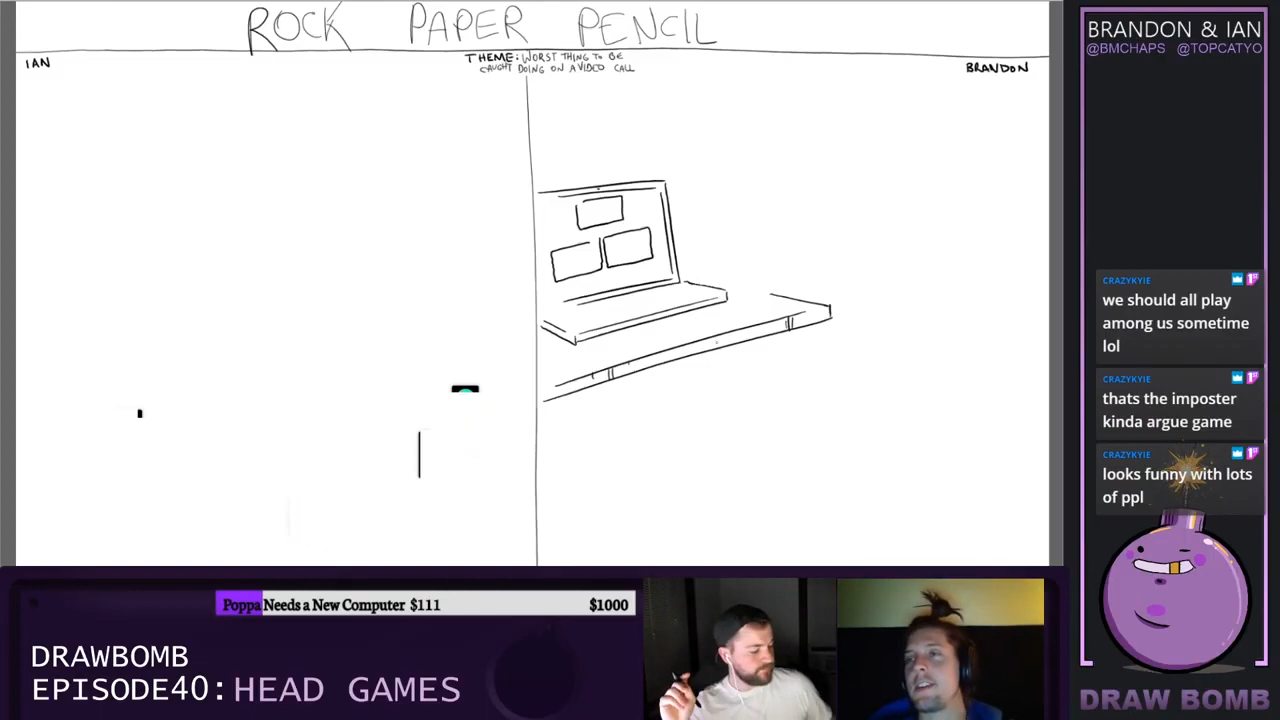 ROCK PAPER PENCIL
IAN
THEME: WORST THING TO BE
CAUGHT DOING ON A VIDEO CALL
BRANDON
BRANDON & IAN
@BMCHAPS @TOPCATYO
CRAZYKYIE
we should all play
among us sometime
lol
CRAZYKYIE
thats the imposter
kinda argue game
CRAZYKYIE
looks funny with lots
of ppl
Poppa Needs a New Computer $111 $1000
DRAWBOMB
EPISODE40: HEAD GAMES
DRAW BOMB